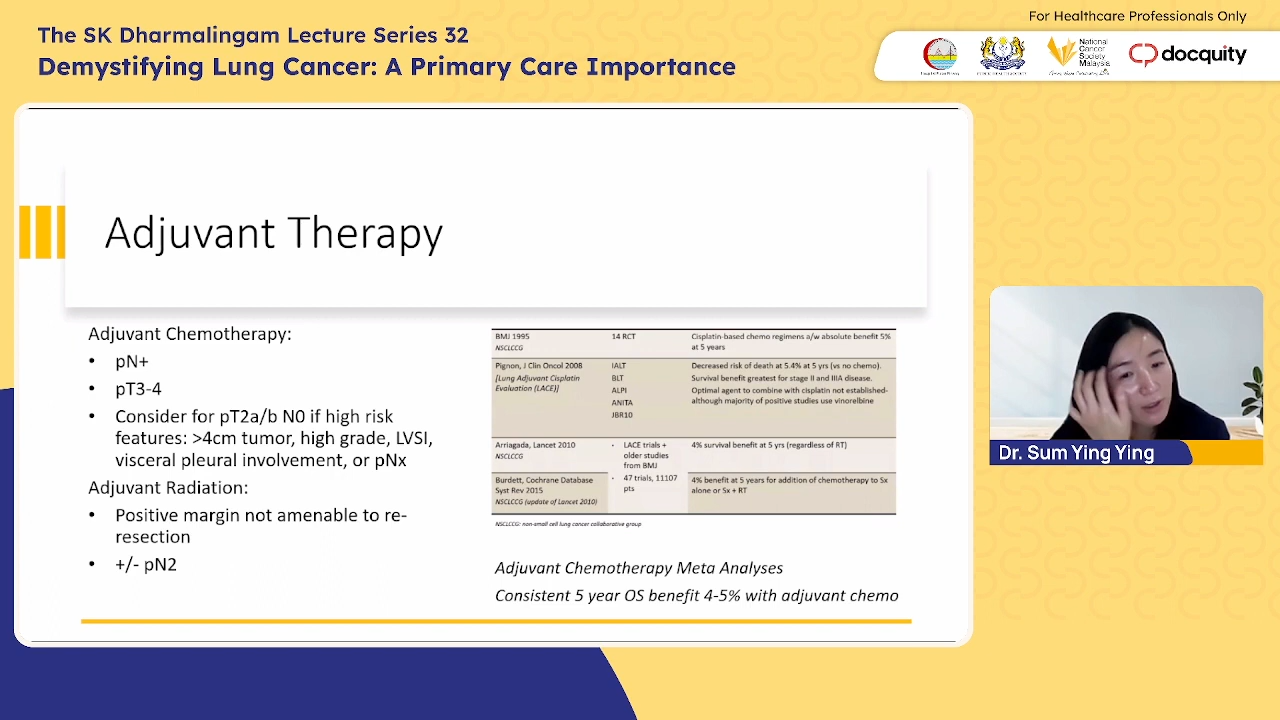 For Healthcare Professionals Only
The SK Dharmalingam Lecture Series 32
Demystifying Lung Cancer: A Primary Care Importance
National
Cancer
Society
Malaysia
docquity
Adjuvant Therapy
Adjuvant Chemotherapy:
• pN+
• pT3-4
• Consider for pT2a/b N0 if high risk
features: >4cm tumor, high grade, LVSI,
visceral pleural involvement, or pNx
Adjuvant Radiation:
• Positive margin not amenable to re-
resection
• +/- pN2
BMJ 1995
NSCLCCG
14 RCT
Cisplatin-based chemo regimens a/w absolute benefit 5%
at 5 years
Pignon, J Clin Oncol 2008
[Lung Adjuvant Cisplatin
Evaluation (LACE)]
IALT
BLT
ALPI
ANITA
JBR10
Decreased risk of death at 5.4% at 5 yrs (vs no chemo).
Survival benefit greatest for stage II and IIIA disease.
Optimal agent to combine with cisplatin not established-
although majority of positive studies use vinorelbine
Arriagada, Lancet 2010
NSCLCCG
• LACE trials +
older studies
from BMJ
• 47 trials, 11107
pts
4% survival benefit at 5 yrs (regardless of RT)
Burdett, Cochrane Database
Syst Rev 2015
NSCLCCG (update of Lancet 2010)
4% benefit at 5 years for addition of chemotherapy to Sx
alone or Sx + RT
NSCLCCG: non-small cell lung cancer collaborative group
Adjuvant Chemotherapy Meta Analyses
Consistent 5 year OS benefit 4-5% with adjuvant chemo
Dr. Sum Ying Ying